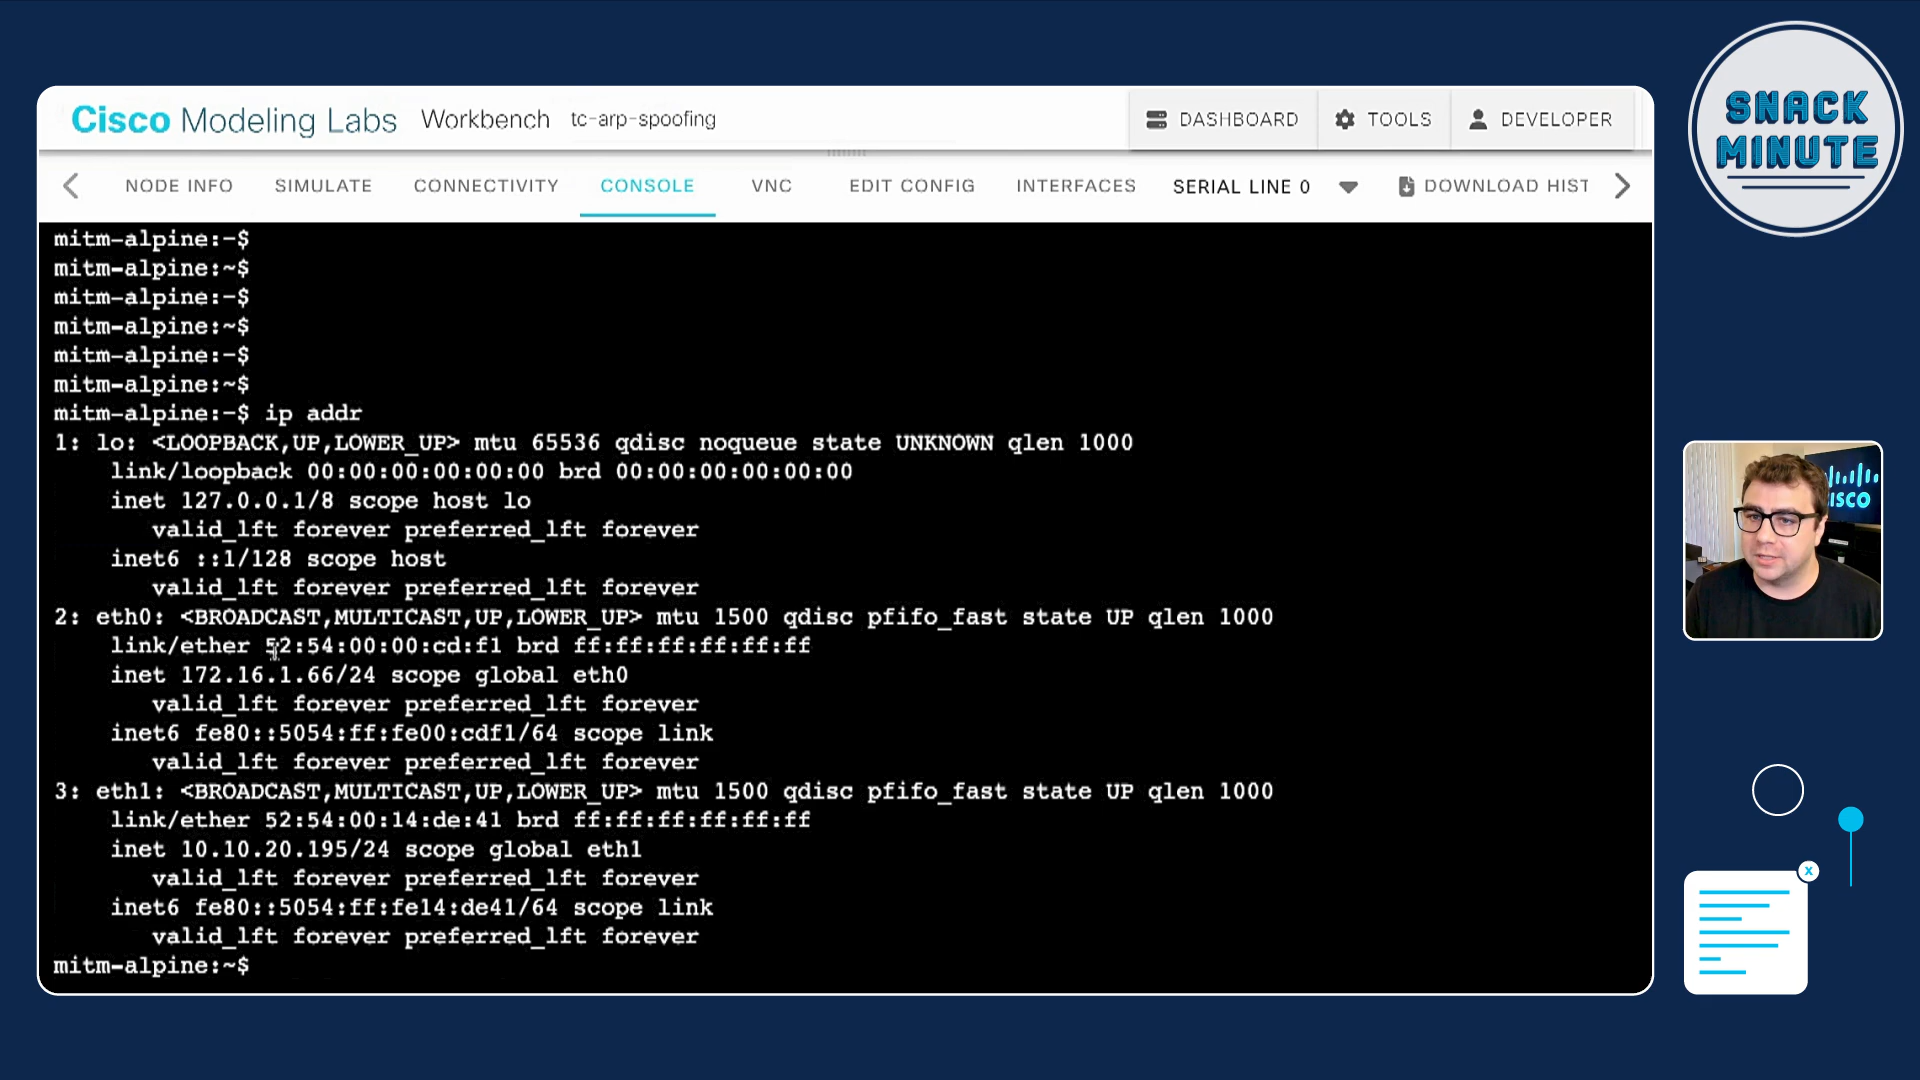 SNACK
MINUTE
Cisco Modeling Labs Workbench tc-arp-spoofing DASHBOARD TOOLS DEVELOPER
NODE INFO SIMULATE CONNECTIVITY CONSOLE VNC EDIT CONFIG INTERFACES SERIAL LINE 0 DOWNLOAD HIST
mitm-alpine:~$
mitm-alpine:~$
mitm-alpine:~$
mitm-alpine:~$
mitm-alpine:~$
mitm-alpine:~$
mitm-alpine:~$ ip addr
1: lo: <LOOPBACK,UP,LOWER_UP> mtu 65536 qdisc noqueue state UNKNOWN qlen 1000
link/loopback 00:00:00:00:00:00 brd 00:00:00:00:00:00
inet 127.0.0.1/8 scope host lo
valid_lft forever preferred_lft forever
inet6 ::1/128 scope host
valid_lft forever preferred_lft forever
2: eth0: <BROADCAST,MULTICAST,UP,LOWER_UP> mtu 1500 qdisc pfifo_fast state UP qlen 1000
link/ether 52:54:00:00:cd:f1 brd ff:ff:ff:ff:ff:ff
inet 172.16.1.66/24 scope global eth0
valid_lft forever preferred_lft forever
inet6 fe80::5054:ff:fe00:cdf1/64 scope link
valid_lft forever preferred_lft forever
3: eth1: <BROADCAST,MULTICAST,UP,LOWER_UP> mtu 1500 qdisc pfifo_fast state UP qlen 1000
link/ether 52:54:00:14:de:41 brd ff:ff:ff:ff:ff:ff
inet 10.10.20.195/24 scope global eth1
valid_lft forever preferred_lft forever
inet6 fe80::5054:ff:fe14:de41/64 scope link
valid_lft forever preferred_lft forever
mitm-alpine:~$
CISCO
x